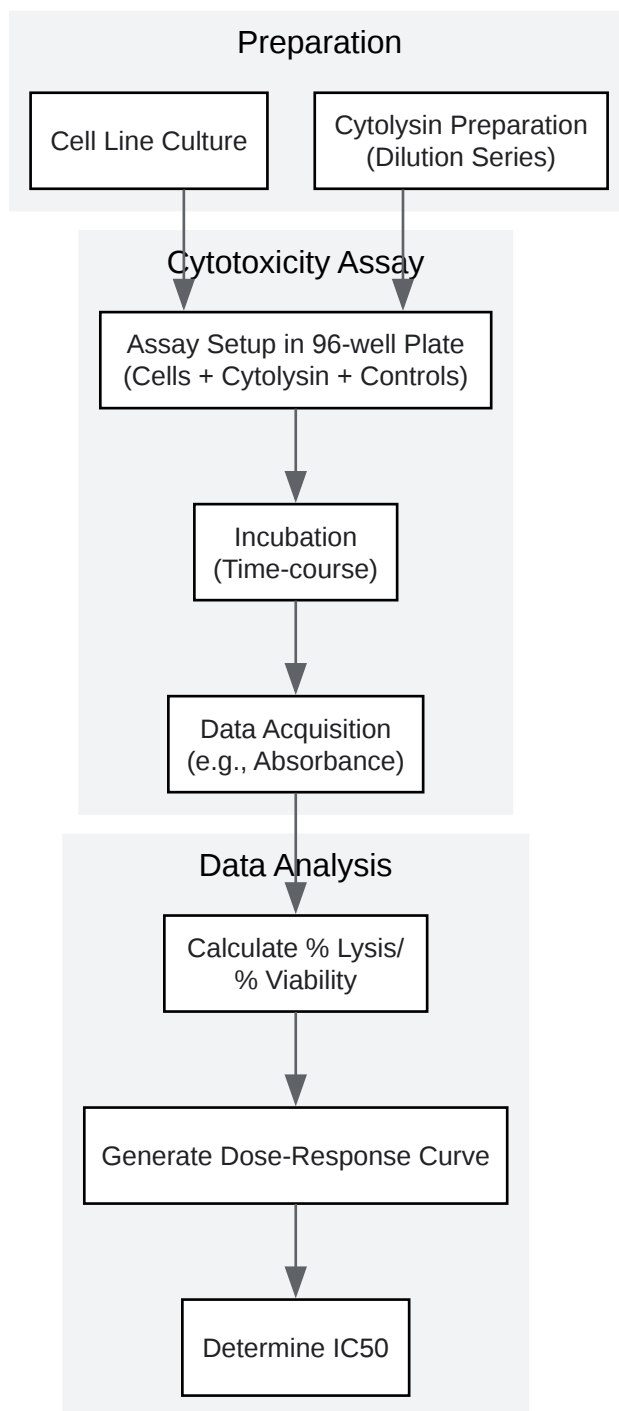 Preparation
Cell Line Culture
Cytolysin Preparation
(Dilution Series)
Cytotoxicity Assay
Assay Setup in 96-well Plate
(Cells + Cytolysin + Controls)
Incubation
(Time-course)
Data Acquisition
(e.g., Absorbance)
Data Analysis
Calculate % Lysis/
% Viability
Generate Dose-Response Curve
Determine IC50